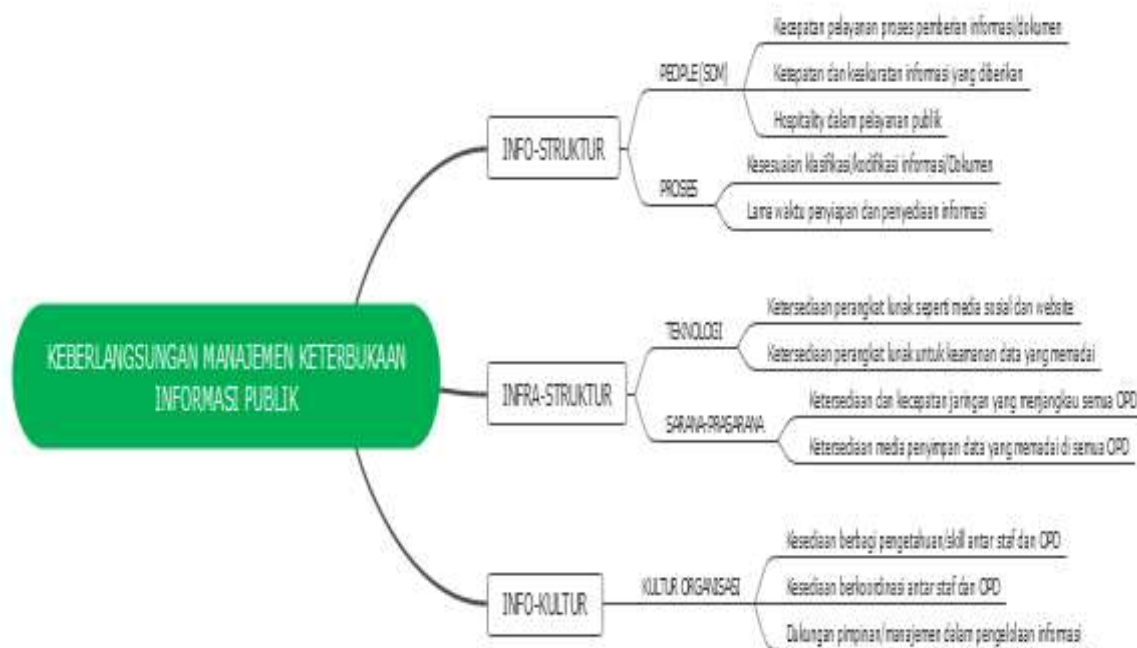 KEBERLANGSUNGAN MANAJEMEN KETERBUKAAN
INFORMASI PUBLIK
INFO-STRUKTUR
PEOPLE (SDM)
Kecepatan pelayanan proses pemberian informasi/dokumen
Ketepatan dan keakuratan informasi yang diberikan
Hospitality dalam pelayanan publik
PROSES
Kesesuaian klasifikasi/kodifikasi informasi/Dokumen
Lama waktu penyiapan dan penyediaan informasi
INFRA-STRUKTUR
TEKNOLOGI
Ketersediaan perangkat lunak seperti media sosial dan website
Ketersediaan perangkat lunak untuk keamanan data yang memadai
SARANA-PRASARANA
Ketersediaan dan kecepatan jaringan yang menjangkau semua OPD
Ketersediaan media penyimpan data yang memadai di semua OPD
INFO-KULTUR
KULTUR ORGANISASI
Kesediaan berbagi pengetahuan/skill antar staf dan OPD
Kesediaan berkoordinasi antar staf dan OPD
Dukungan pimpinan/manajemen dalam pengelolaan informasi